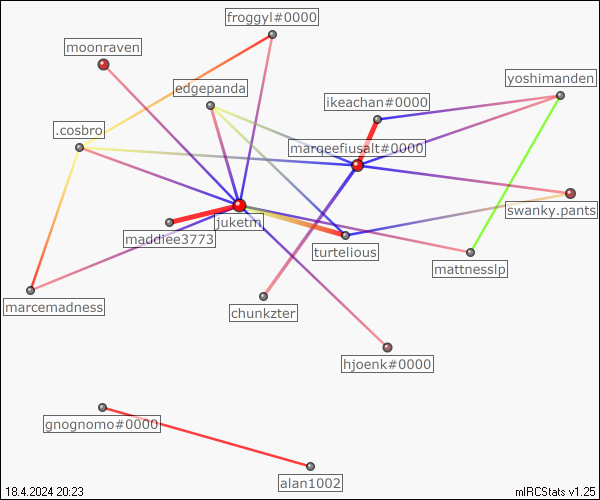 froggyl#0000
moonraven
edgepanda
yoshimanden
ikeachan#0000
.cosbro
marqeefiusalt#0000
juketm
swanky.pants
maddiee3773
turtelious
mattnesslp
marcemadness
chunkzter
hjoenk#0000
gnognomo#0000
alan1002
18.4.2024 20:23
mIRCStats v1.25